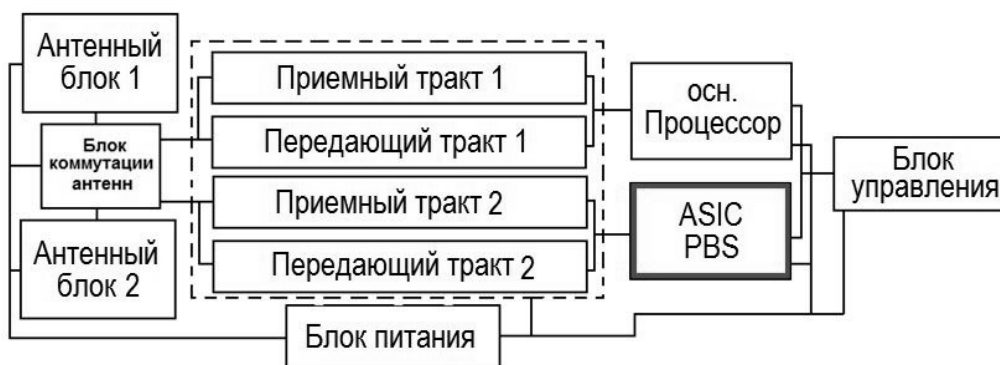 Антенный
блок 1
Блок
коммутации
антенн
Антенный
блок 2
Приемный тракт 1
Передающий тракт 1
Приемный тракт 2
Передающий тракт 2
Блок питания
осн.
Процессор
ASIC
PBS
Блок
управления